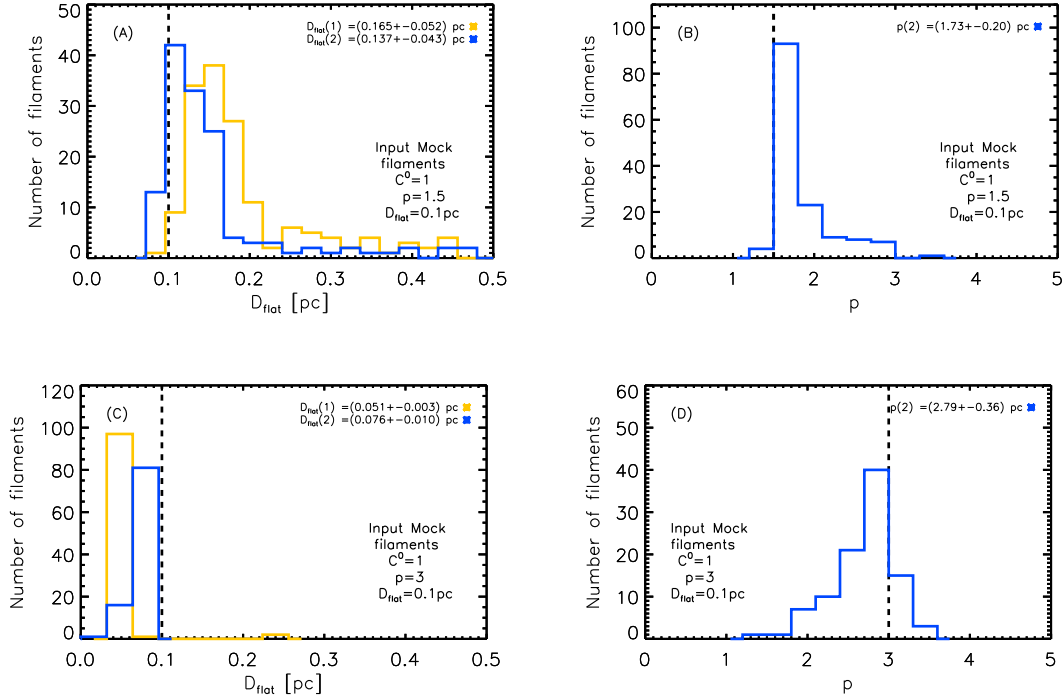 (A)
D_flat(1) =(0.165+−0.052) pc
D_flat(2) =(0.137+−0.043) pc
Input Mock
filaments
C^0=1
p=1.5
D_flat=0.1pc
Number of filaments
50
40
30
20
10
0
0.0 0.1 0.2 0.3 0.4 0.5
D_flat [pc]
(B)
p(2) =(1.73+−0.20) pc
Input Mock
filaments
C^0=1
p=1.5
D_flat=0.1pc
Number of filaments
100
80
60
40
20
0
0 1 2 3 4 5
p
(C)
D_flat(1) =(0.051+−0.003) pc
D_flat(2) =(0.076+−0.010) pc
Input Mock
filaments
C^0=1
p=3
D_flat=0.1pc
Number of filaments
120
100
80
60
40
20
0
0.0 0.1 0.2 0.3 0.4 0.5
D_flat [pc]
(D)
p(2) =(2.79+−0.36) pc
Input Mock
filaments
C^0=1
p=3
D_flat=0.1pc
Number of filaments
60
50
40
30
20
10
0
0 1 2 3 4 5
p